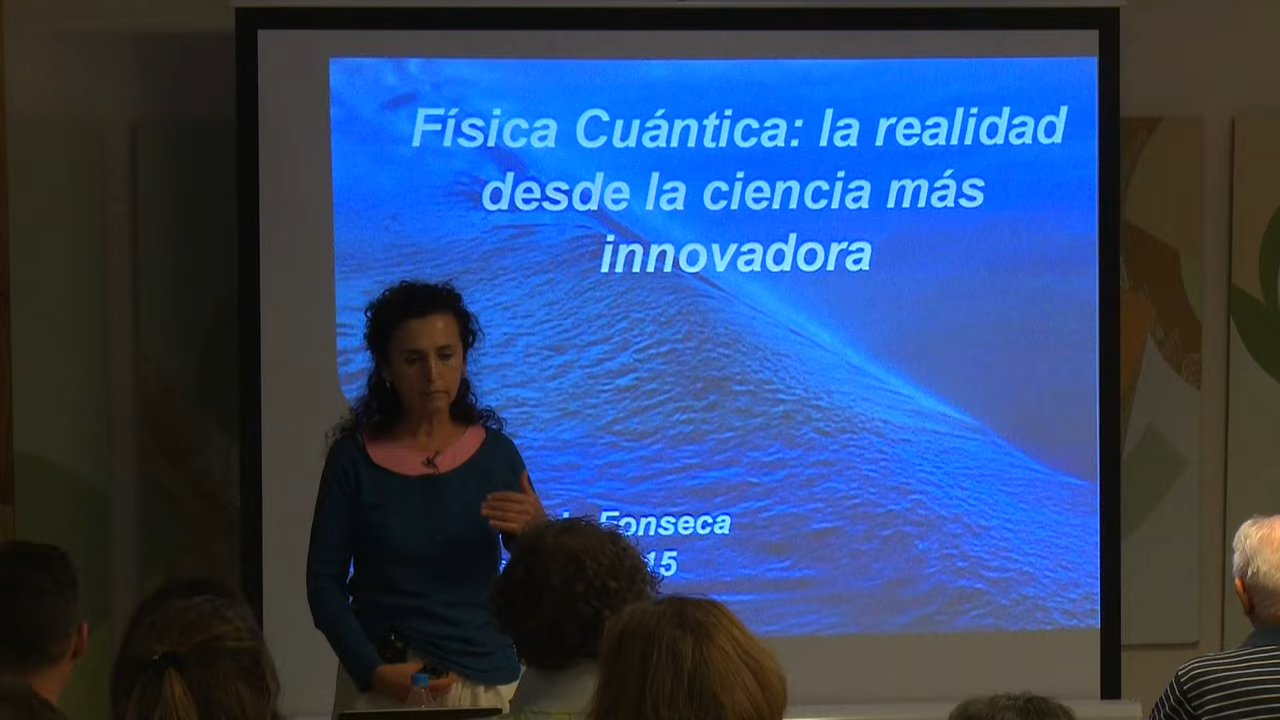 Física Cuántica: la realidad
desde la ciencia más
innovadora
Fonseca
15